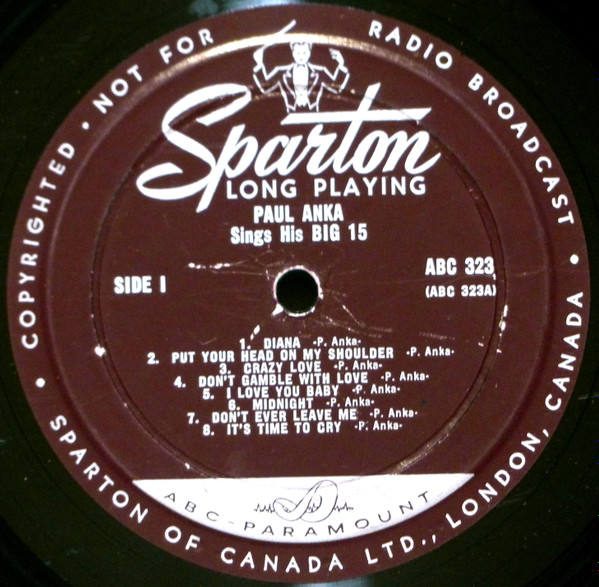 COPYRIGHTED • NOT FOR RADIO BROADCAST •
Sparton
LONG PLAYING
PAUL ANKA
Sings His BIG 15
SIDE I
ABC 323
(ABC 323A)
1. DIANA -P. Anka-
2. PUT YOUR HEAD ON MY SHOULDER -P. Anka-
3. CRAZY LOVE -P. Anka-
4. DON'T GAMBLE WITH LOVE -P. Anka-
5. I LOVE YOU BABY -P. Anka-
6. MIDNIGHT -P. Anka-
7. DON'T EVER LEAVE ME -P. Anka-
8. IT'S TIME TO CRY -P. Anka-
ABC-PARAMOUNT
• SPARTON OF CANADA LTD., LONDON, CANADA •